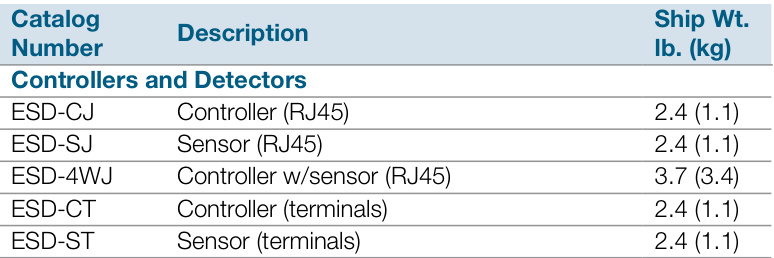 Catalog Number Description Ship Wt. lb. (kg)
Controllers and Detectors
ESD-CJ Controller (RJ45) 2.4 (1.1)
ESD-SJ Sensor (RJ45) 2.4 (1.1)
ESD-4WJ Controller w/sensor (RJ45) 3.7 (3.4)
ESD-CT Controller (terminals) 2.4 (1.1)
ESD-ST Sensor (terminals) 2.4 (1.1)